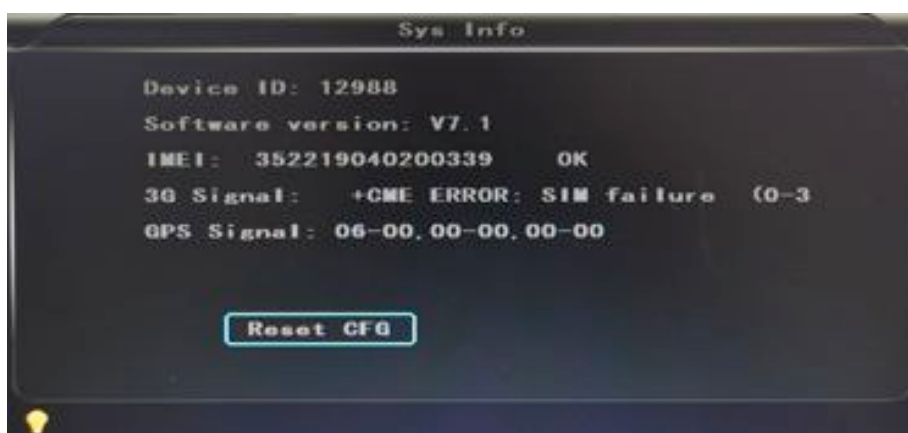 Sys Info
Device ID: 12988
Software version: V7.1
IMEI: 352219040200339 OK
3G Signal: +CME ERROR: SIM failure (0-3
GPS Signal: 06-00,00-00,00-00
Reset CFG